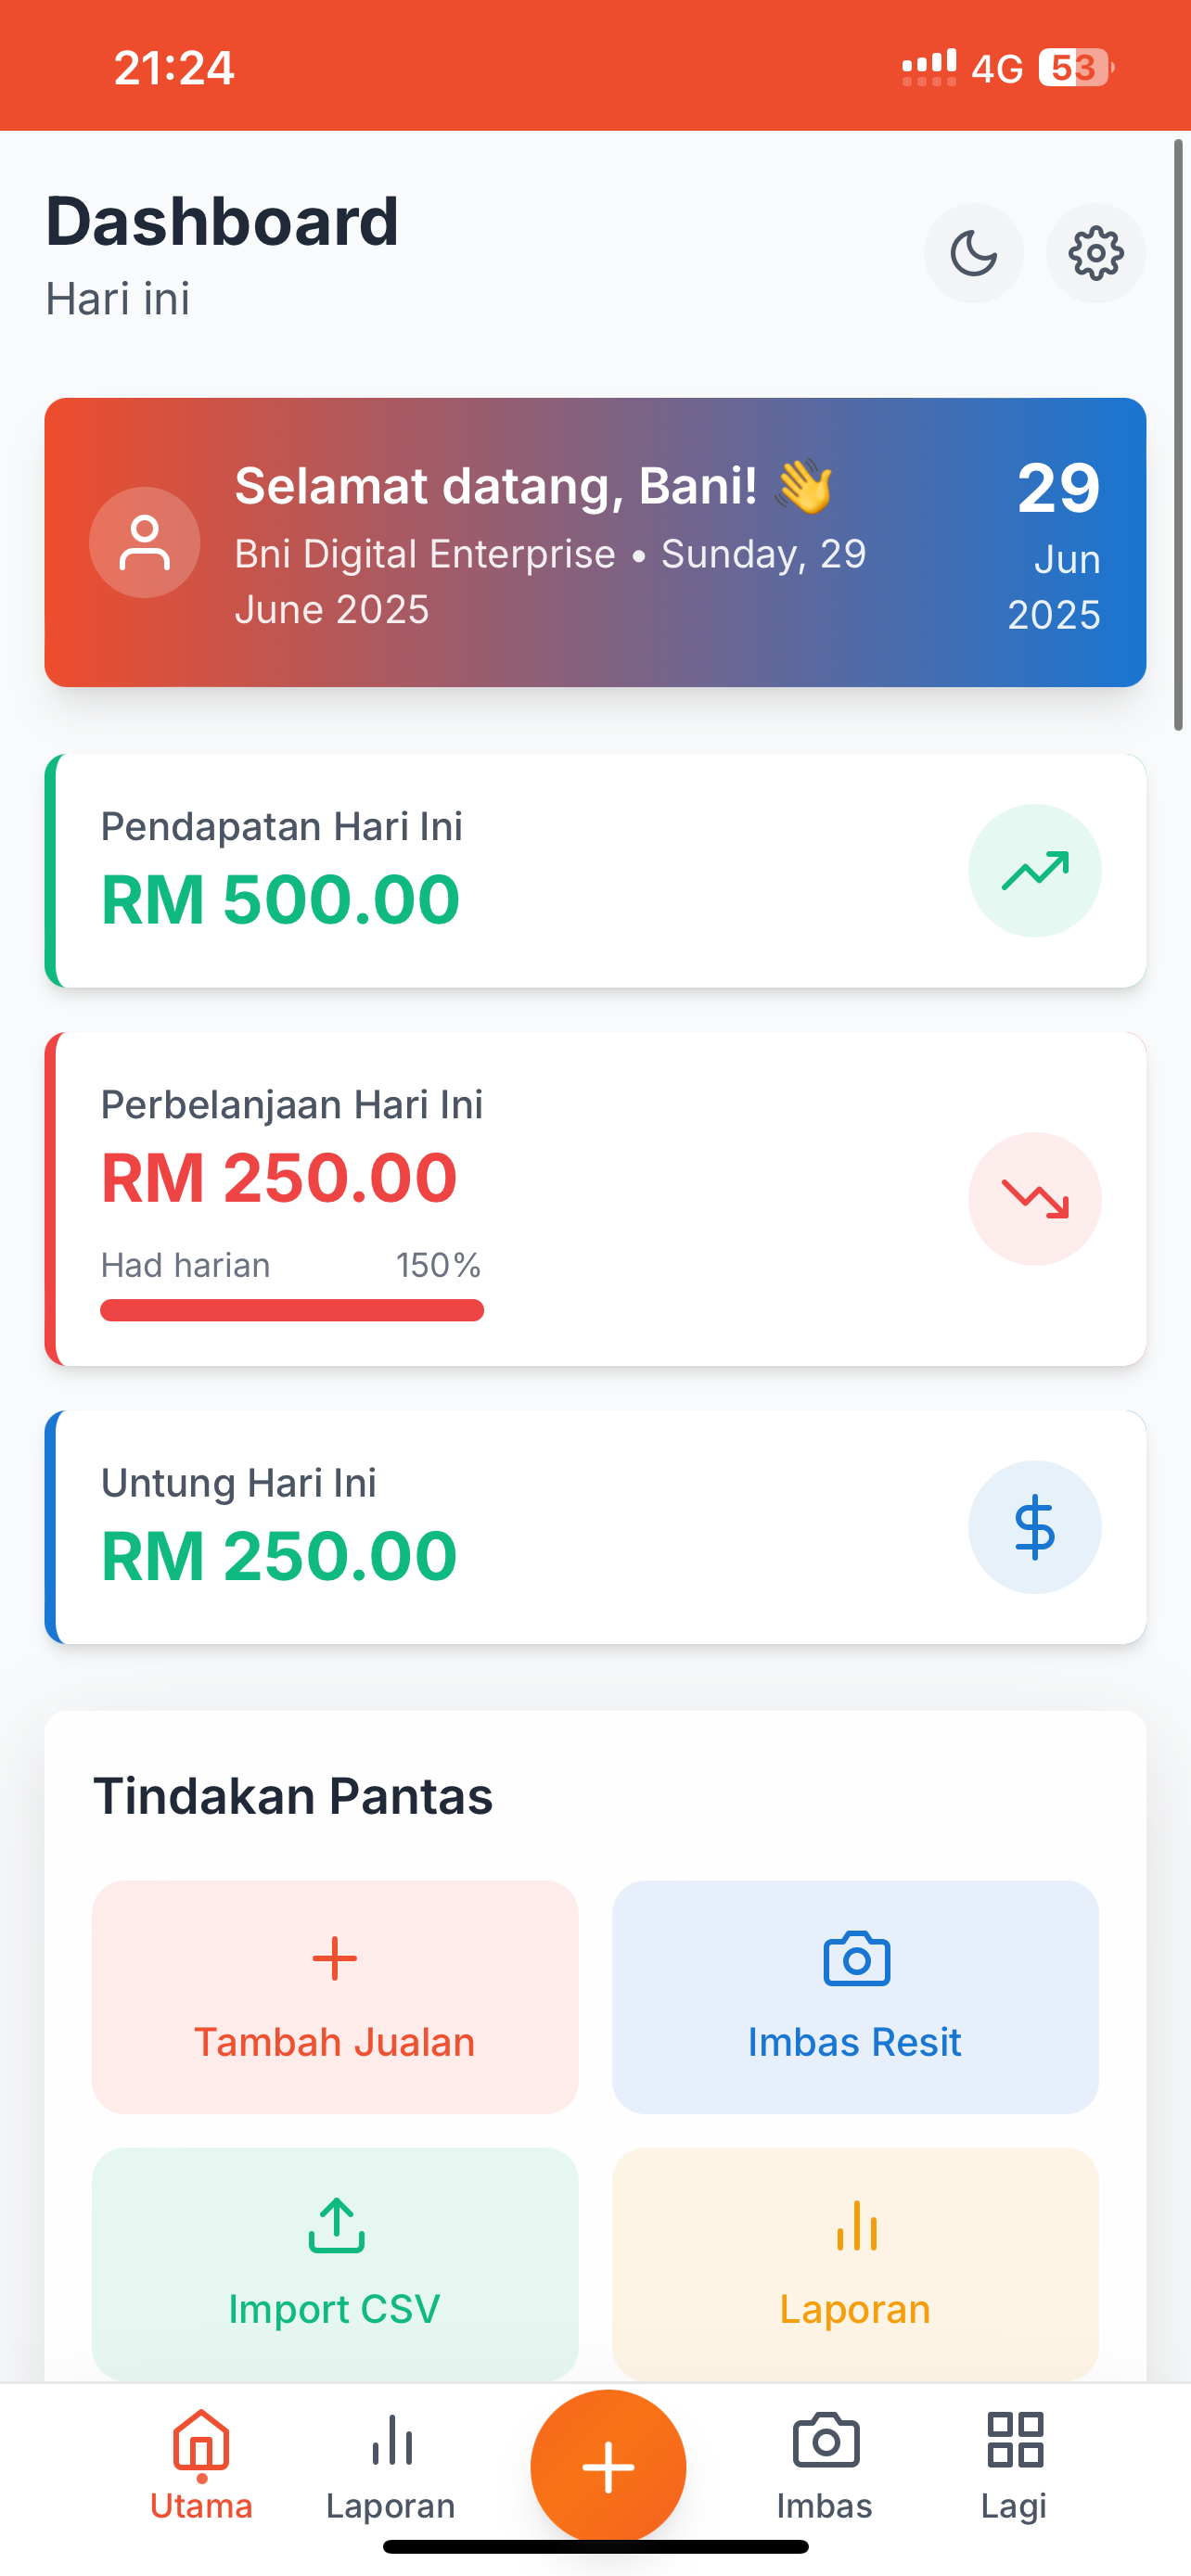 21:24
4G 53
Dashboard
Hari ini
Selamat datang, Bani! 👋
Bni Digital Enterprise • Sunday, 29
June 2025
29
Jun
2025
Pendapatan Hari Ini
RM 500.00
Perbelanjaan Hari Ini
RM 250.00
Had harian 150%
Untung Hari Ini
RM 250.00
Tindakan Pantas
Tambah Jualan
Imbas Resit
Import CSV
Laporan
Utama Laporan Imbas Lagi